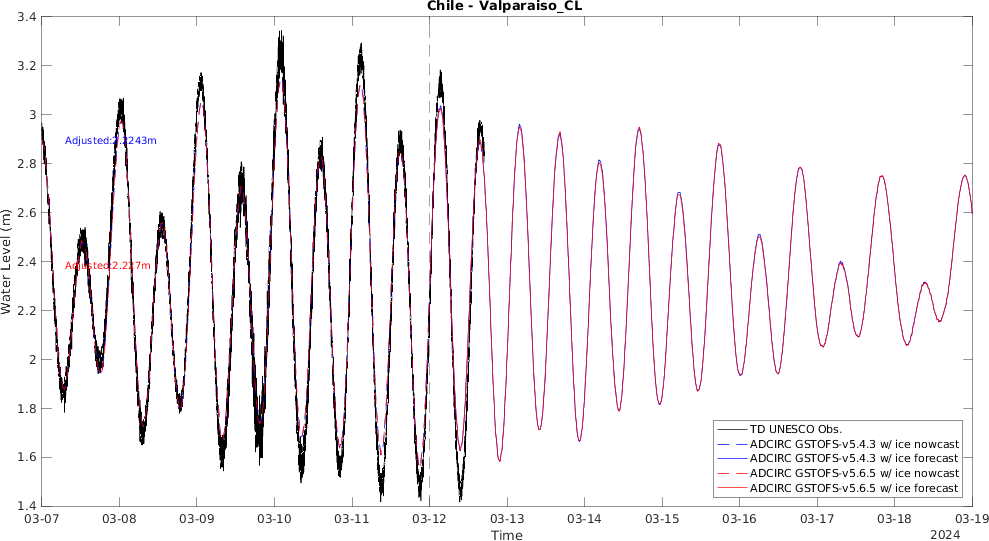 Chile - Valparaiso_CL
3.4
3.2
3
2.8
2.6
2.4
2.2
2
1.8
1.6
1.4
Water Level (m)
Adjusted:2.2243m
Adjusted:2.227m
TD UNESCO Obs.
ADCIRC GSTOFS-v5.4.3 w/ ice nowcast
ADCIRC GSTOFS-v5.4.3 w/ ice forecast
ADCIRC GSTOFS-v5.6.5 w/ ice nowcast
ADCIRC GSTOFS-v5.6.5 w/ ice forecast
03-07 03-08 03-09 03-10 03-11 03-12 03-13 03-14 03-15 03-16 03-17 03-18 03-19
Time
2024